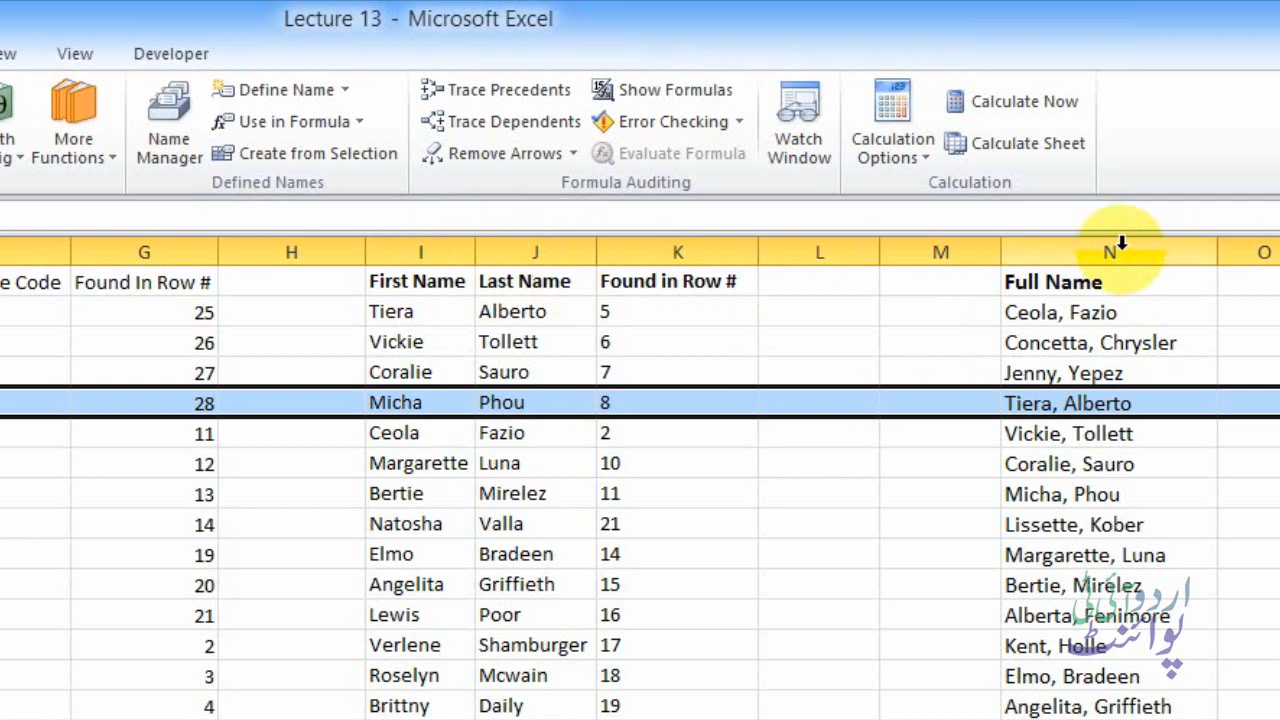 Lecture 13 - Microsoft Excel
ew View Developer
Define Name Trace Precedents Show Formulas Calculate Now
Use in Formula Trace Dependents Error Checking
th More Name Watch Calculation
ig Functions Manager Create from Selection Remove Arrows Evaluate Formula Window Options Calculate Sheet
Defined Names Formula Auditing Calculation
G H I J K L M N O
e Code Found In Row # First Name Last Name Found in Row # Full Name
25 Tiera Alberto 5 Ceola, Fazio
26 Vickie Tollett 6 Concetta, Chrysler
27 Coralie Sauro 7 Jenny, Yepez
28 Micha Phou 8 Tiera, Alberto
11 Ceola Fazio 2 Vickie, Tollett
12 Margarette Luna 10 Coralie, Sauro
13 Bertie Mirelez 11 Micha, Phou
14 Natosha Valla 21 Lissette, Kober
19 Elmo Bradeen 14 Margarette, Luna
20 Angelita Griffieth 15 Bertie, Mirelez
21 Lewis Poor 16 Alberta, Fenimore
2 Verlene Shamburger 17 Kent, Holle
3 Roselyn Mcwain 18 Elmo, Bradeen
4 Brittny Daily 19 Angelita, Griffieth
اردو آئی ٹی
پوائنٹ